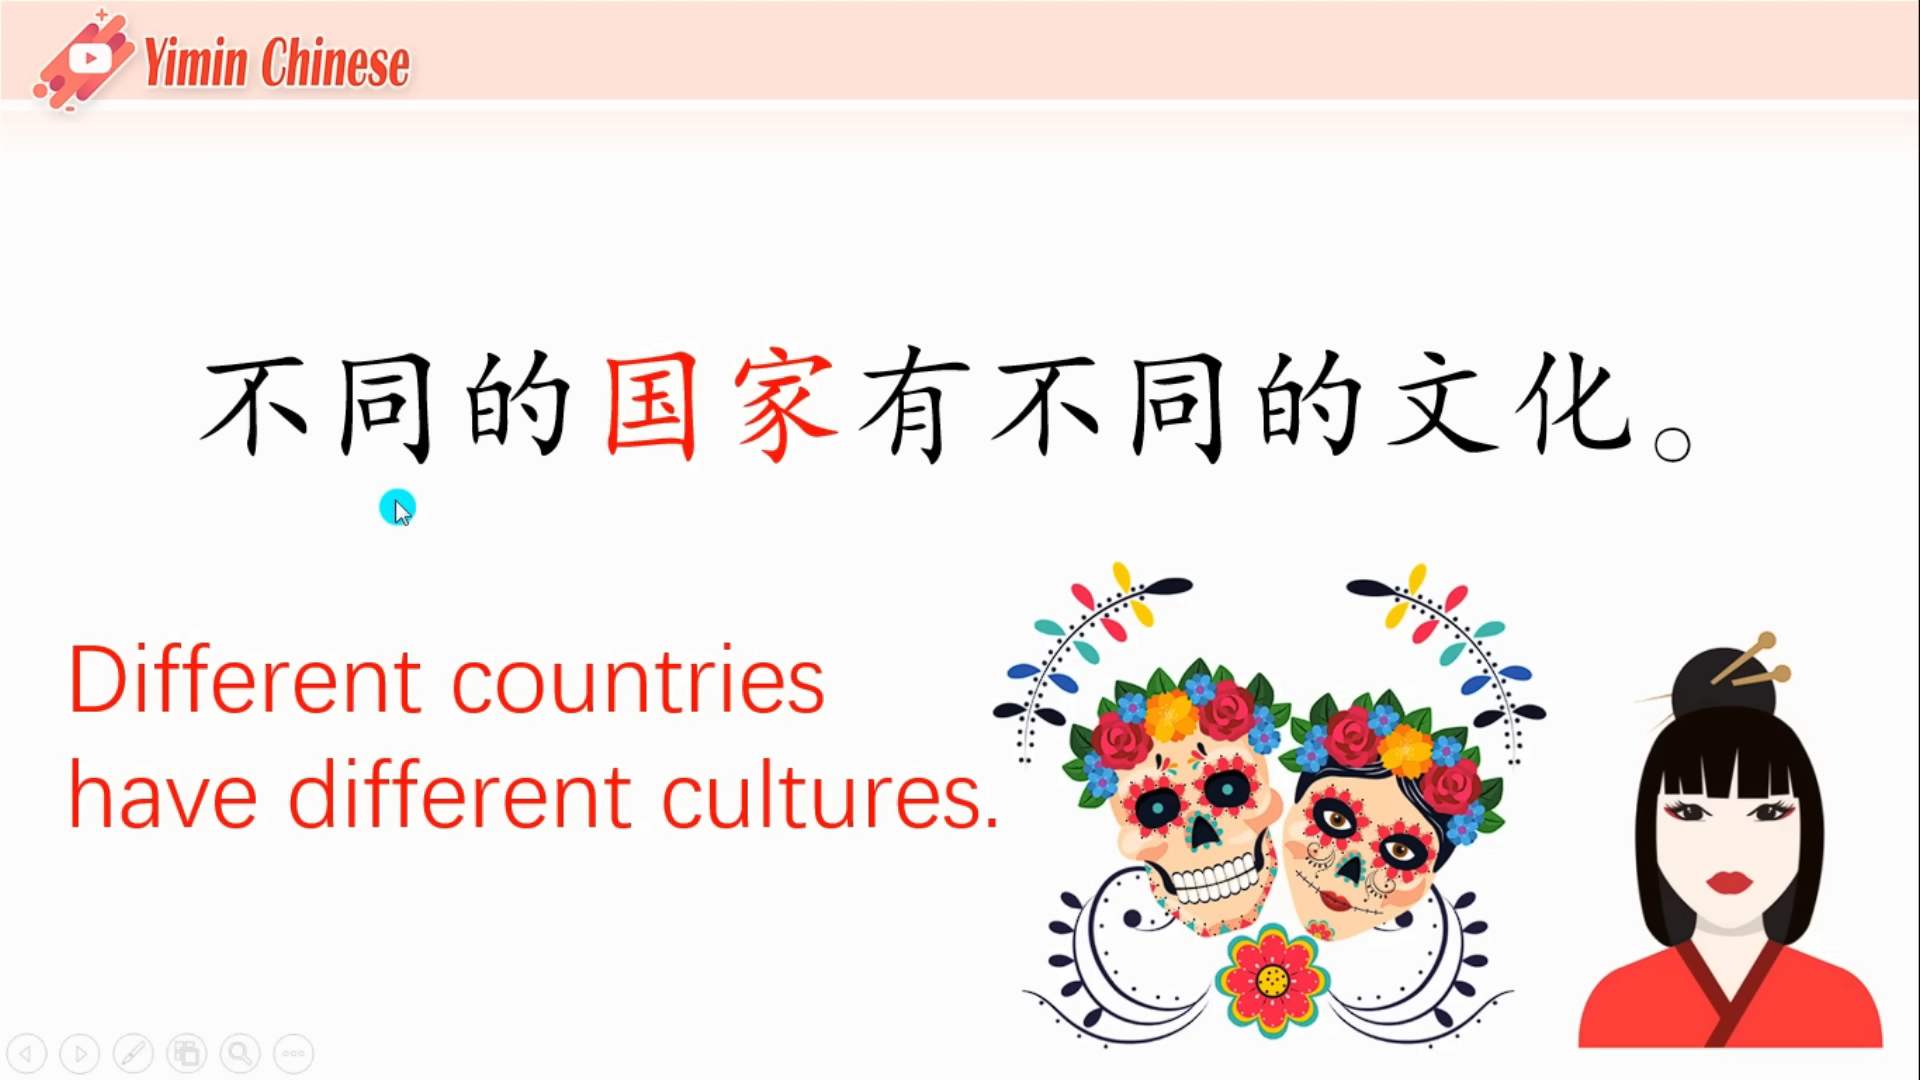 Yimin Chinese
不同的国家有不同的文化。
Different countries
have different cultures.